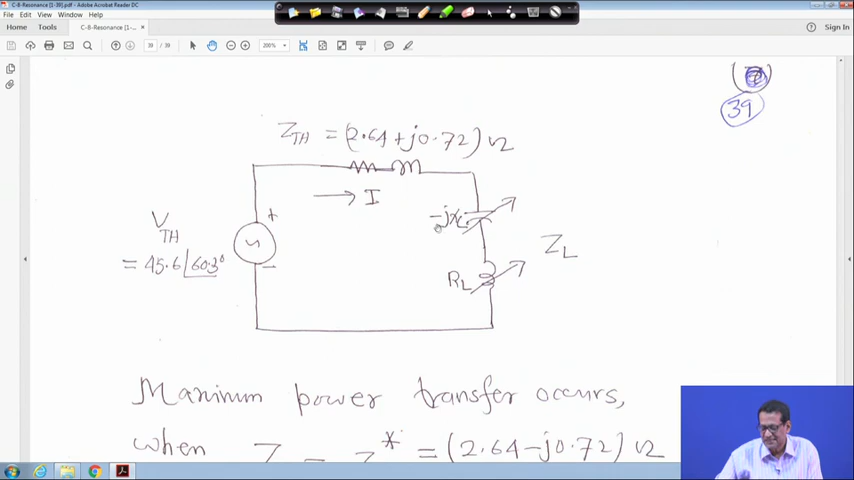 C-8-Resonance [1-39].pdf - Adobe Acrobat Reader DC
File Edit View Window Help
Home Tools C-8-Resonance [1-... × Sign In
39 / 39 200%
39
Z_TH = (2.64 + j0.72) Ω
I
V_TH
= 45.6 ∠60.3°
+
−
-jX_C
R_L
Z_L
Maximum power transfer occurs,
when Z_L = Z* = (2.64 - j0.72) Ω